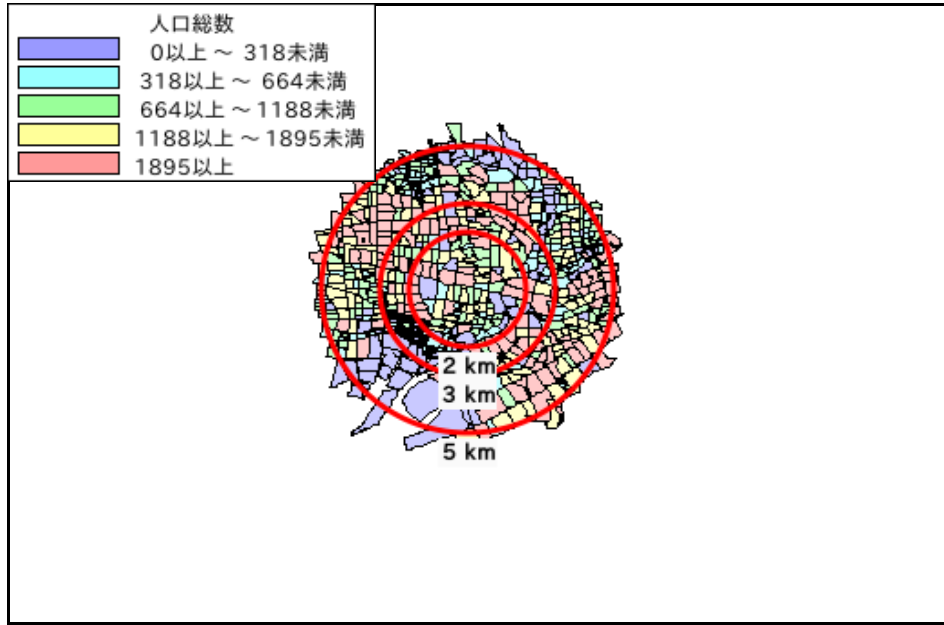 人口総数
0以上 ～ 318未満
318以上 ～ 664未満
664以上 ～ 1188未満
1188以上 ～ 1895未満
1895以上
2 km
3 km
5 km